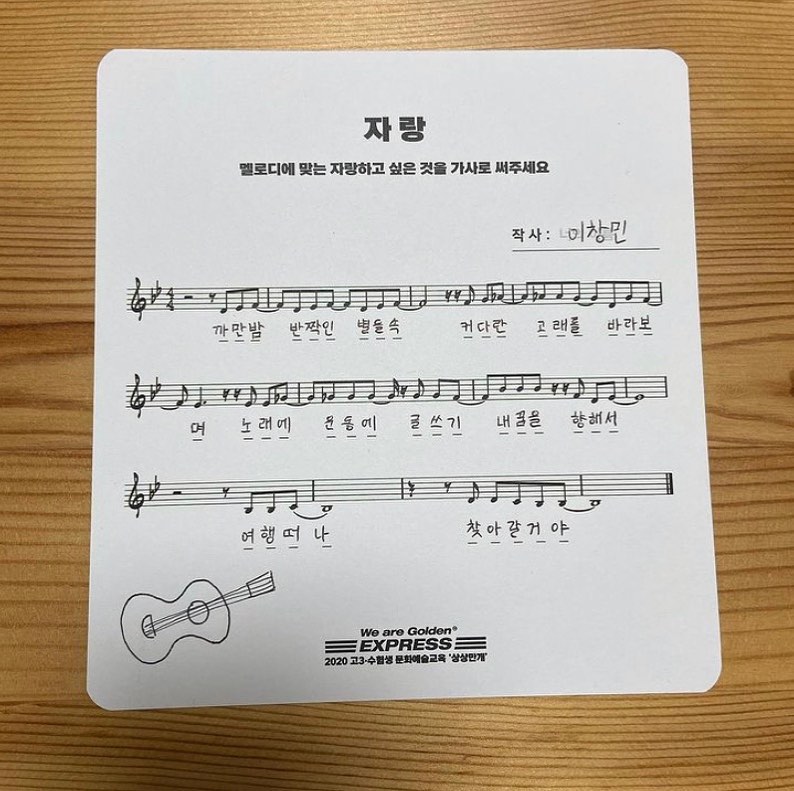 자랑
멜로디에 맞는 자랑하고 싶은 것을 가사로 써주세요
작사: 이창민
까만밤 반짝인 별들속 커다란 고래를 바라보
며 노래에 운동에 글쓰기 내꿈을 향해서
여행떠나 찾아갈거야
We are Golden®
EXPRESS
2020 고3·수험생 문화예술교육 '상상만개'